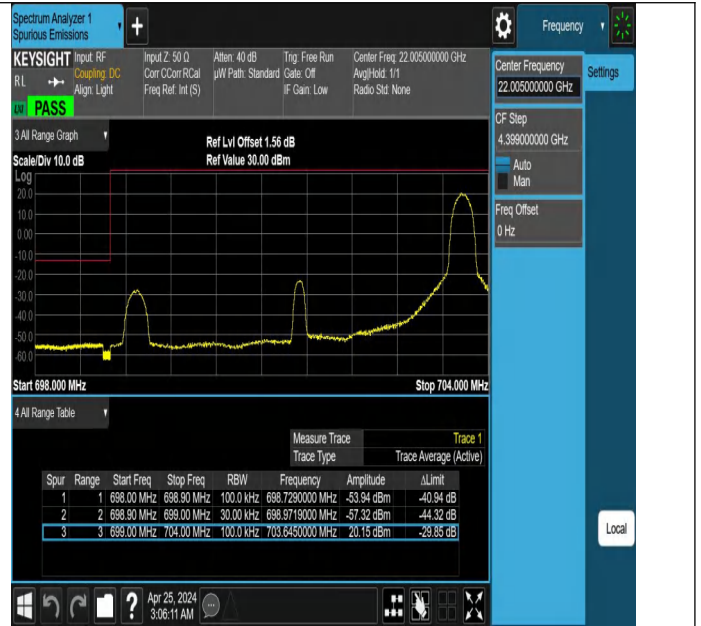 Spectrum Analyzer 1
Spurious Emissions
+
Frequency
KEYSIGHT
RL
LXI PASS
Input: RF
Coupling: DC
Align: Light
Input Z: 50 Ω
Corr CCorr RCal
Freq Ref: Int (S)
Atten: 40 dB
µW Path: Standard
Trig: Free Run
Gate: Off
IF Gain: Low
Center Freq: 22.005000000 GHz
Avg|Hold: 1/1
Radio Std: None
Center Frequency
22.005000000 GHz
Settings
CF Step
4.399000000 GHz
Auto
Man
Freq Offset
0 Hz
3 All Range Graph
Scale/Div 10.0 dB
Ref Lvl Offset 1.56 dB
Ref Value 30.00 dBm
Log
20.0
10.0
0.00
-10.0
-20.0
-30.0
-40.0
-50.0
-60.0
Start 698.000 MHz
Stop 704.000 MHz
4 All Range Table
Measure Trace Trace 1
Trace Type Trace Average (Active)
Spur Range Start Freq Stop Freq RBW Frequency Amplitude ΔLimit
1 1 698.00 MHz 698.90 MHz 100.0 kHz 698.7290000 MHz -53.94 dBm -40.94 dB
2 2 698.90 MHz 699.00 MHz 30.00 kHz 698.9719000 MHz -57.32 dBm -44.32 dB
3 3 699.00 MHz 704.00 MHz 100.0 kHz 703.6450000 MHz 20.15 dBm -29.85 dB
Local
?
Apr 25, 2024
3:06:11 AM